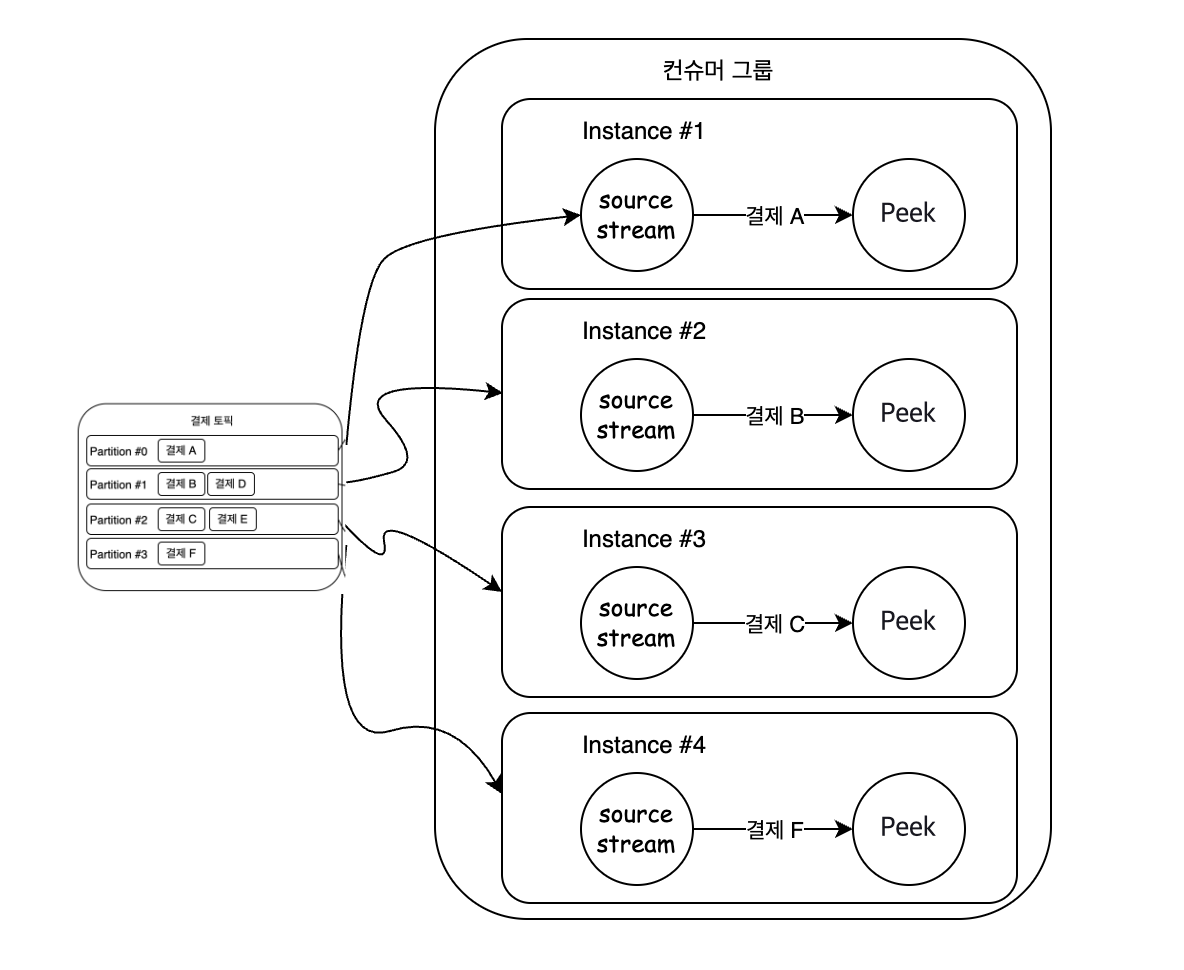 컨슈머 그룹
Instance #1
source
stream
결제 A
Peek
Instance #2
source
stream
결제 B
Peek
결제 토픽
Partition #0 결제 A
Partition #1 결제 B 결제 D
Partition #2 결제 C 결제 E
Partition #3 결제 F
Instance #3
source
stream
결제 C
Peek
Instance #4
source
stream
결제 F
Peek